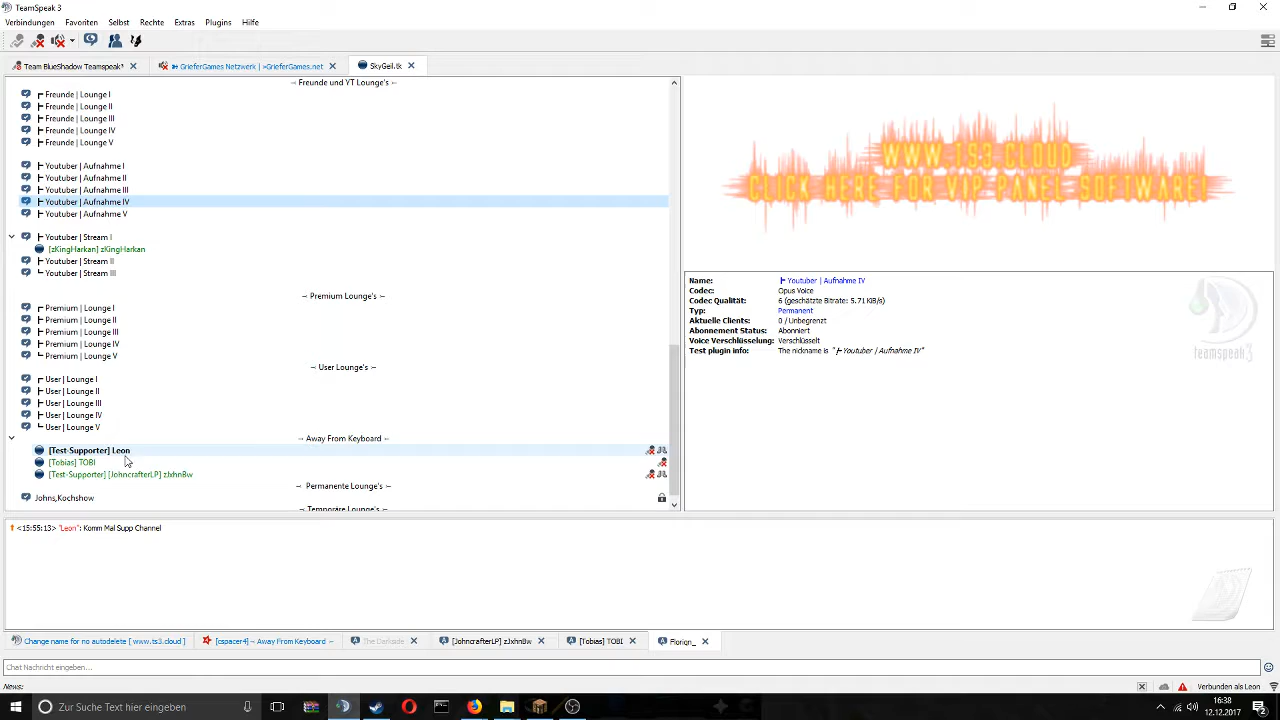 TeamSpeak 3
Verbindungen Favoriten Selbst Rechte Extras Plugins Hilfe
Team BlueShadow Teamspeak? GrieferGames Netzwerk | >GrieferGames.net SkyGeil.tk
⊣ Freunde und YT Lounge's ⊢
┣ Freunde | Lounge I
┣ Freunde | Lounge II
┣ Freunde | Lounge III
┣ Freunde | Lounge IV
┣ Freunde | Lounge V
┣ Youtuber | Aufnahme I
┣ Youtuber | Aufnahme II
┣ Youtuber | Aufnahme III
┣ Youtuber | Aufnahme IV
┣ Youtuber | Aufnahme V
┣ Youtuber | Stream I
[zKingHarkan] zKingHarkan
┣ Youtuber | Stream II
┗ Youtuber | Stream III
⊣ Premium Lounge's ⊢
┣ Premium | Lounge I
┣ Premium | Lounge II
┣ Premium | Lounge III
┣ Premium | Lounge IV
┗ Premium | Lounge V
⊣ User Lounge's ⊢
┣ User | Lounge I
┣ User | Lounge II
┣ User | Lounge III
┣ User | Lounge IV
┗ User | Lounge V
⊣ Away From Keyboard ⊢
[Test-Supporter] Leon
[Tobias] TOBI
[Test-Supporter] [JohncrafterLP] zJxhnBw
⊣ Permanente Lounge's ⊢
Johns,Kochshow
⊣ Temporäre Lounge's ⊢
WWW.TS3.CLOUD
CLICK HERE FOR VIP PANEL SOFTWARE!
Name: ┣ Youtuber | Aufnahme IV
Codec: Opus Voice
Codec Qualität: 6 (geschätzte Bitrate: 5.71 KiB/s)
Typ: Permanent
Aktuelle Clients: 0 / Unbegrenzt
Abonnement Status: Abonniert
Voice Verschlüsselung: Verschlüsselt
Test plugin info: The nickname is "┣ Youtuber | Aufnahme IV"
teamspeak 3
<15:55:13> "Leon": Komm Mal Supp Channel
Change name for no autodelete [ www.ts3.cloud ] [cspacer4]⊣ Away From Keyboard ⊢ The Darkside [JohncrafterLP] zJxhnBw [Tobias] TOBI Florion_
Chat Nachricht eingeben...
News: Verbunden als Leon
Zur Suche Text hier eingeben
16:38
12.12.2017